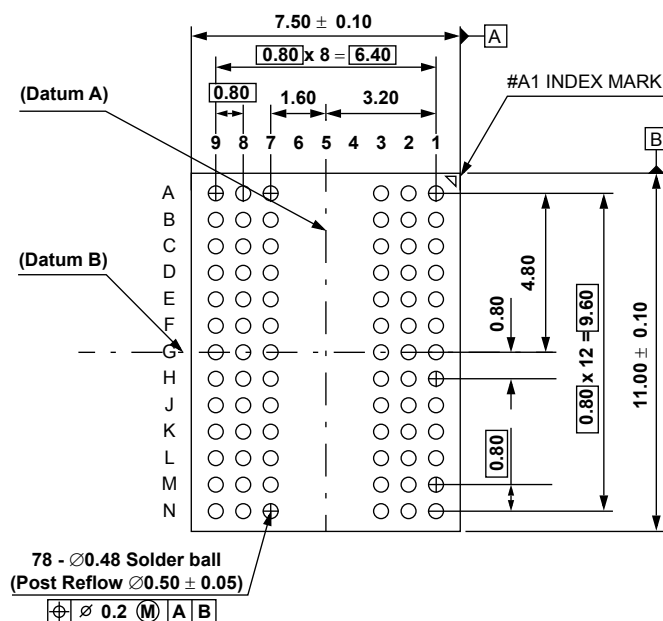 7.50 ± 0.10
A
0.80 x 8 = 6.40
#A1 INDEX MARK
(Datum A)
0.80
1.60
3.20
9 8 7 6 5 4 3 2 1
B
A
B
C
D
(Datum B)
E
F
G
H
J
K
L
M
N
4.80
0.80
0.80
0.80 x 12 = 9.60
11.00 ± 0.10
78 - ∅0.48 Solder ball
(Post Reflow ∅0.50 ± 0.05)
⌖ ⌀ 0.2 Ⓜ A B